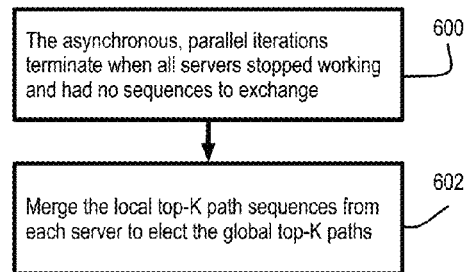 The asynchronous, parallel iterations
terminate when all servers stopped working
and had no sequences to exchange
600
Merge the local top-K path sequences from
each server to elect the global top-K paths
602